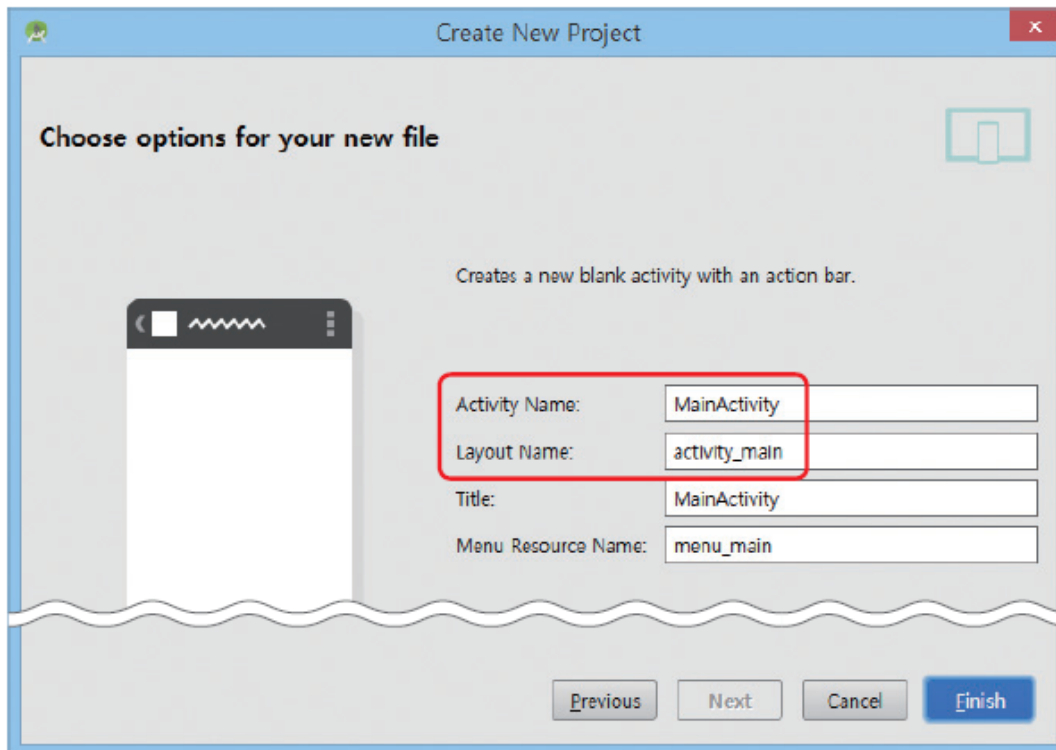 Create New Project
Choose options for your new file
Creates a new blank activity with an action bar.
Activity Name: MainActivity
Layout Name: activity_main
Title: MainActivity
Menu Resource Name: menu_main
Previous Next Cancel Finish